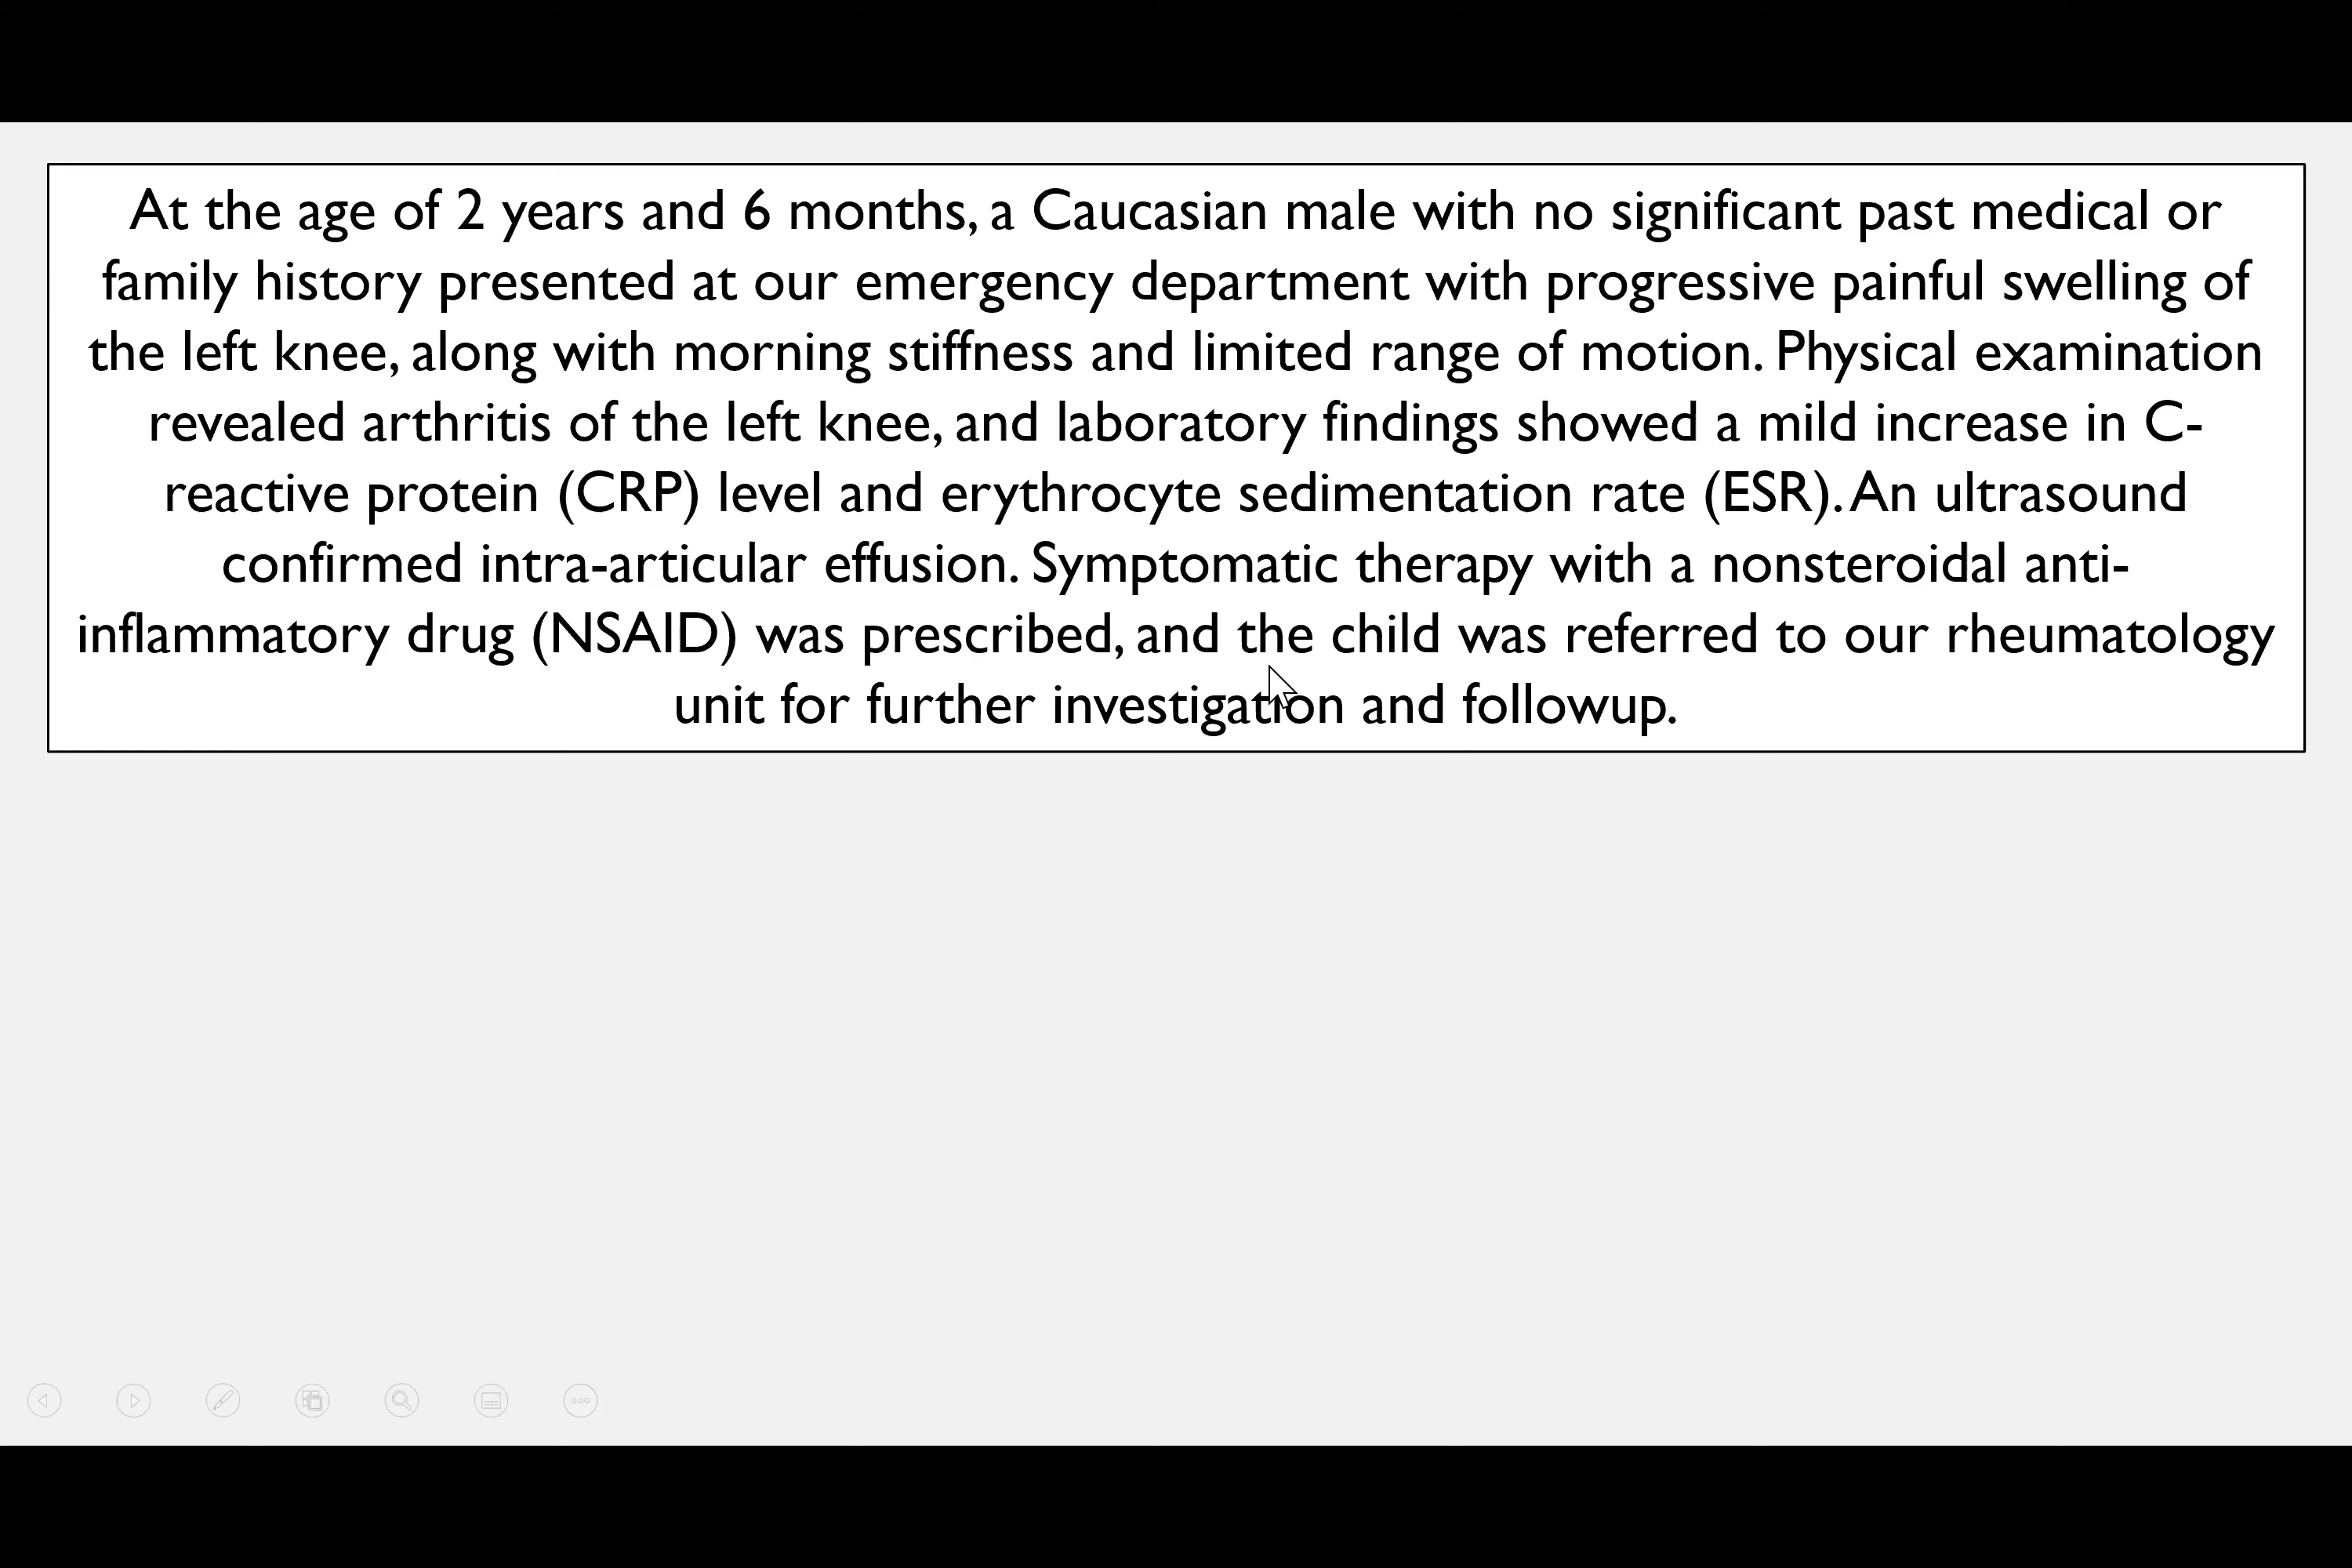 At the age of 2 years and 6 months, a Caucasian male with no significant past medical or
family history presented at our emergency department with progressive painful swelling of
the left knee, along with morning stiffness and limited range of motion. Physical examination
revealed arthritis of the left knee, and laboratory findings showed a mild increase in C-
reactive protein (CRP) level and erythrocyte sedimentation rate (ESR). An ultrasound
confirmed intra-articular effusion. Symptomatic therapy with a nonsteroidal anti-
inflammatory drug (NSAID) was prescribed, and the child was referred to our rheumatology
unit for further investigation and followup.